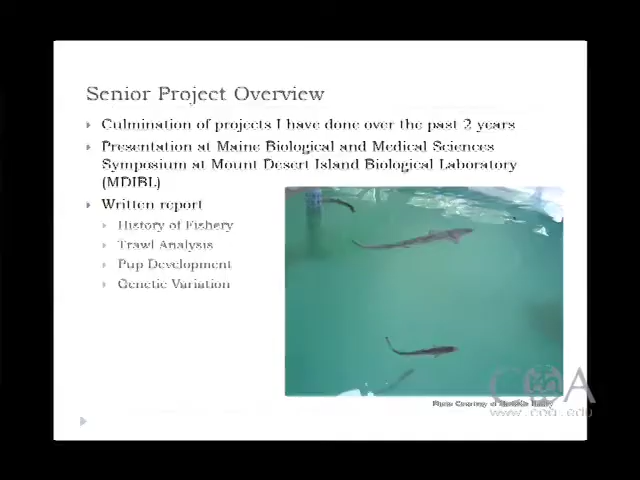 Senior Project Overview
Culmination of projects I have done over the past 2 years
Presentation at Maine Biological and Medical Sciences
Symposium at Mount Desert Island Biological Laboratory
(MDIBL)
Written report
History of Fishery
Trawl Analysis
Pup Development
Genetic Variation
Photo Courtesy of
COA
www.coa.edu